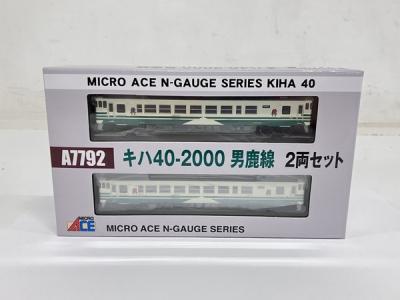 MICRO ACE N-GAUGE SERIES KIHA 40
A7792 キハ40-2000 男鹿線 2両セット
MICRO ACE
MICRO ACE N-GAUGE SERIES